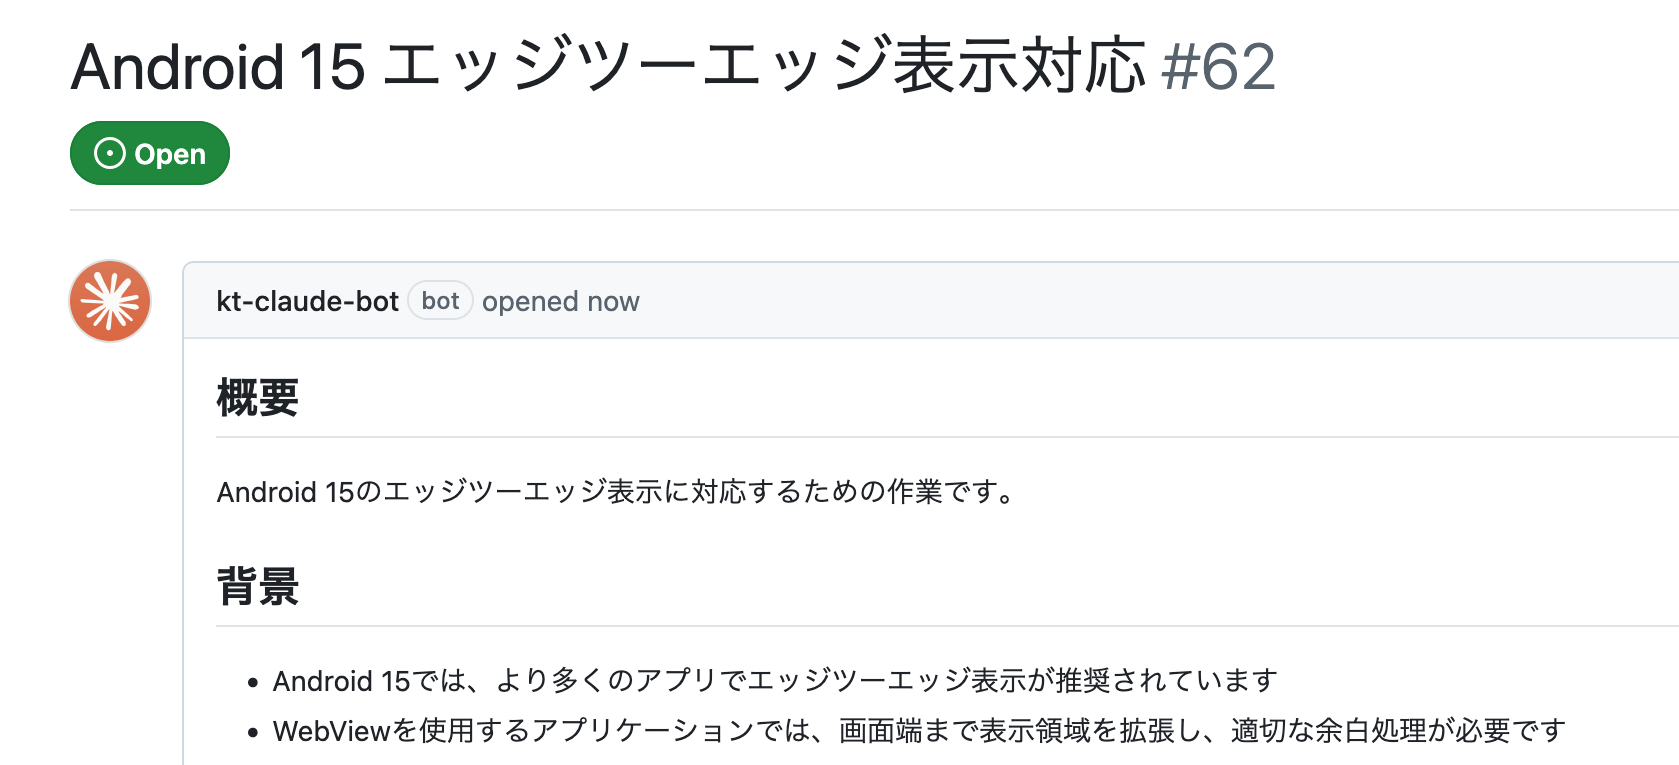 Android 15 エッジツーエッジ表示対応 #62
Open
kt-claude-bot bot opened now
概要
Android 15のエッジツーエッジ表示に対応するための作業です。
背景
• Android 15では、より多くのアプリでエッジツーエッジ表示が推奨されています
• WebViewを使用するアプリケーションでは、画面端まで表示領域を拡張し、適切な余白処理が必要です